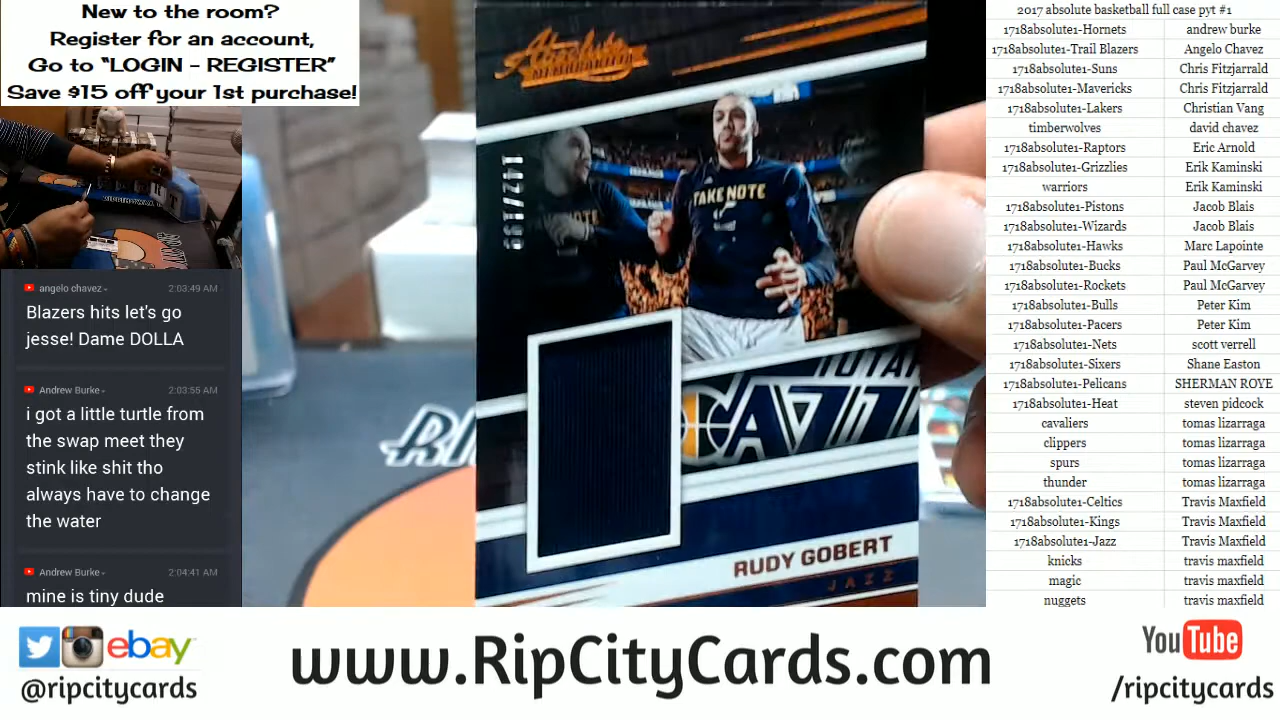 New to the room?
Register for an account,
Go to “LOGIN - REGISTER”
Save $15 off your 1st purchase!
angelo chavez
2:03:49 AM
Blazers hits let's go
jesse! Dame DOLLA
Andrew Burke
2:03:55 AM
i got a little turtle from
the swap meet they
stink like shit tho
always have to change
the water
Andrew Burke
2:04:41 AM
mine is tiny dude
Absolute
MEMORABILIA
TAKE NOTE
UTAH
JAZZ
RUDY GOBERT
JAZZ
2017 absolute basketball full case pyt #1
1718absolute1-Hornets andrew burke
1718absolute1-Trail Blazers Angelo Chavez
1718absolute1-Suns Chris Fitzjarrald
1718absolute1-Mavericks Chris Fitzjarrald
1718absolute1-Lakers Christian Vang
timberwolves david chavez
1718absolute1-Raptors Eric Arnold
1718absolute1-Grizzlies Erik Kaminski
warriors Erik Kaminski
1718absolute1-Pistons Jacob Blais
1718absolute1-Wizards Jacob Blais
1718absolute1-Hawks Marc Lapointe
1718absolute1-Bucks Paul McGarvey
1718absolute1-Rockets Paul McGarvey
1718absolute1-Bulls Peter Kim
1718absolute1-Pacers Peter Kim
1718absolute1-Nets scott verrell
1718absolute1-Sixers Shane Easton
1718absolute1-Pelicans SHERMAN ROYE
1718absolute1-Heat steven pidcock
cavaliers tomas lizarraga
clippers tomas lizarraga
spurs tomas lizarraga
thunder tomas lizarraga
1718absolute1-Celtics Travis Maxfield
1718absolute1-Kings Travis Maxfield
1718absolute1-Jazz Travis Maxfield
knicks travis maxfield
magic travis maxfield
nuggets travis maxfield
ebay
@ripcitycards
www.RipCityCards.com
YouTube
/ripcitycards